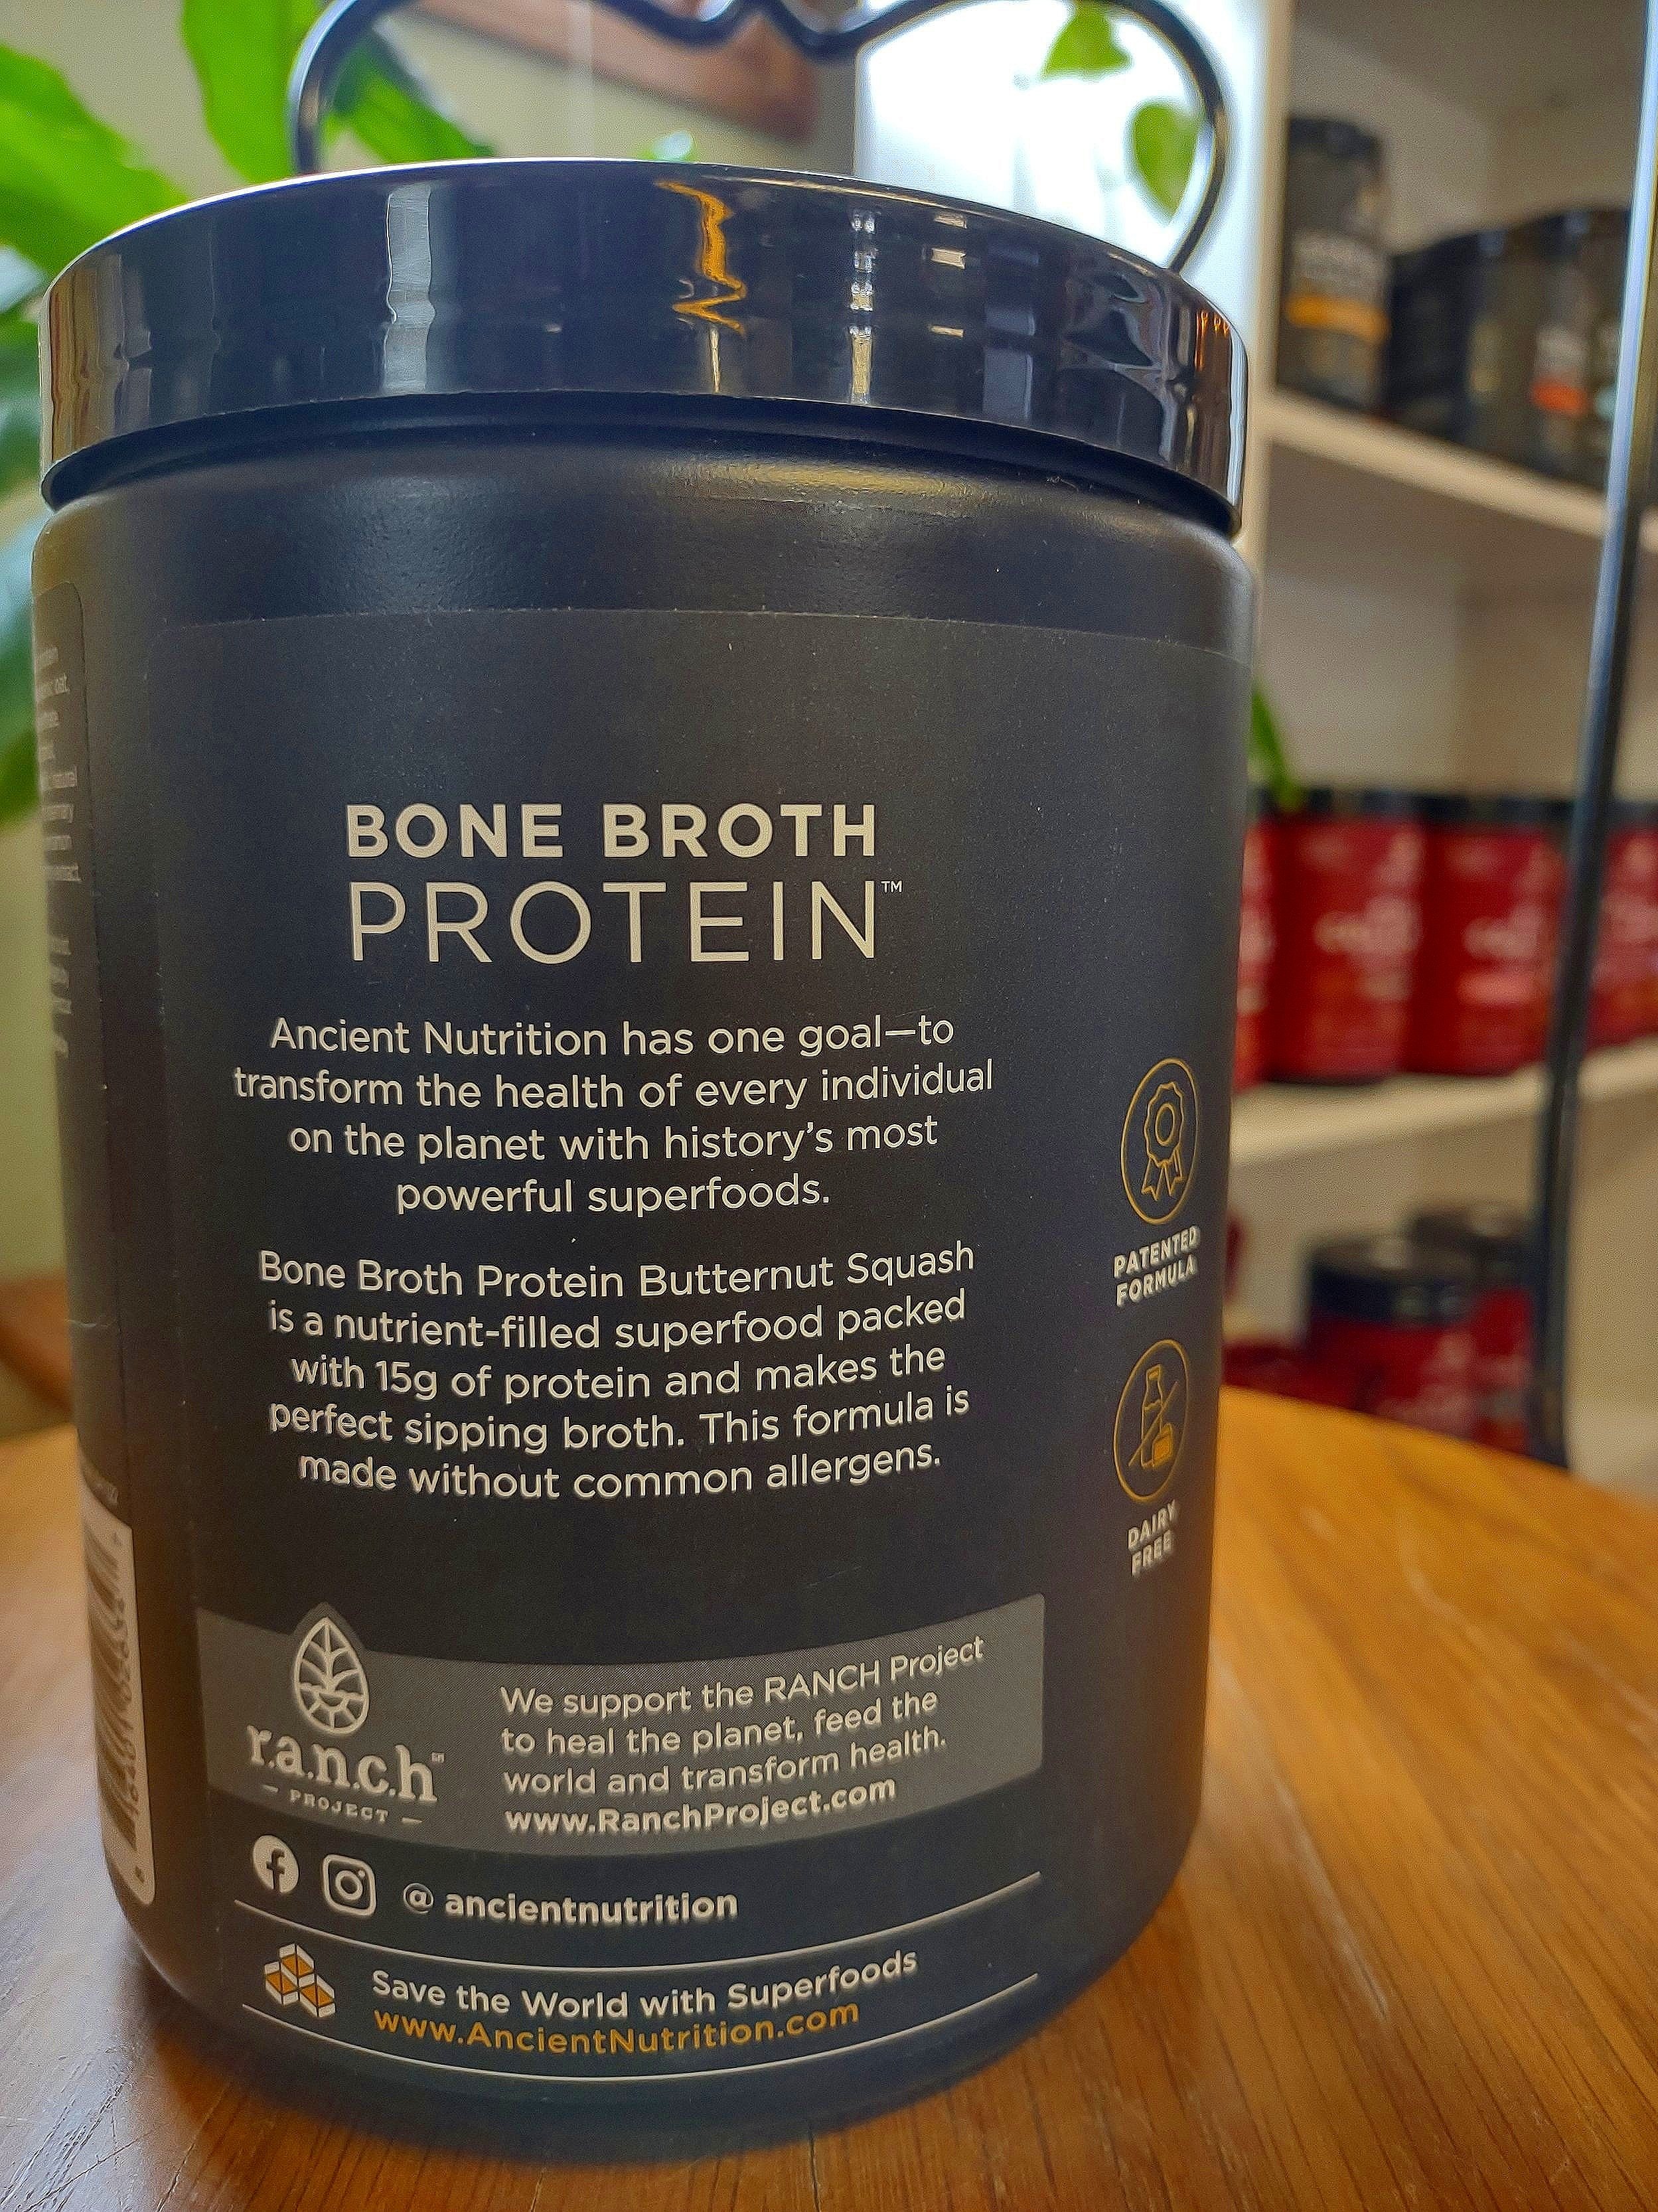 BONE BROTH
PROTEIN™
Ancient Nutrition has one goal—to
transform the health of every individual
on the planet with history's most
powerful superfoods.
Bone Broth Protein Butternut Squash
is a nutrient-filled superfood packed
with 15g of protein and makes the
perfect sipping broth. This formula is
made without common allergens.
PATENTED
FORMULA
DAIRY
FREE
r.a.n.c.h℠
— PROJECT —
We support the RANCH Project
to heal the planet, feed the
world and transform health.
www.RanchProject.com
@ ancientnutrition
Save the World with Superfoods
www.AncientNutrition.com